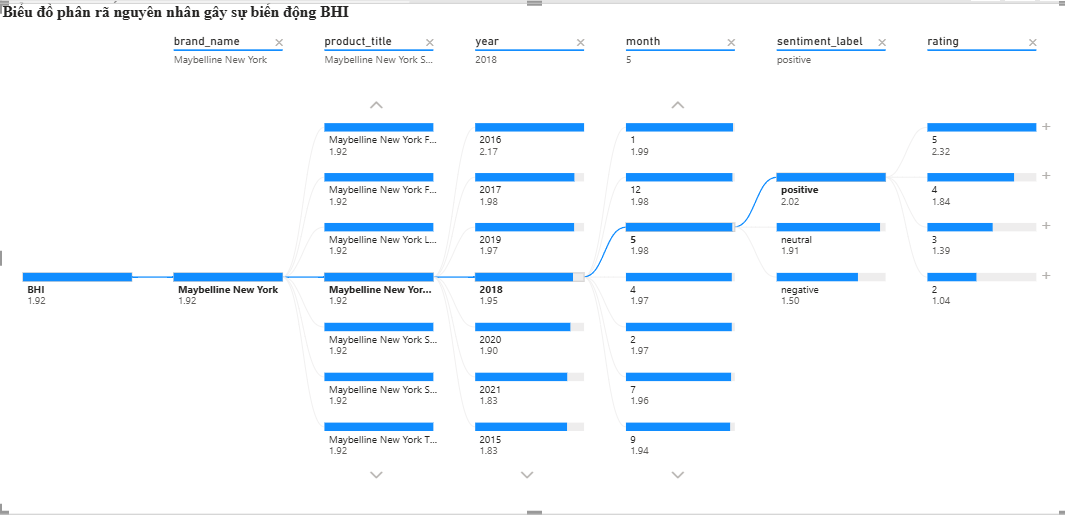 Biểu đồ phân rã nguyên nhân gây sự biến động BHI
brand_name
Maybelline New York
product_title
Maybelline New York S...
year
2018
month
5
sentiment_label
positive
rating
BHI
1.92
Maybelline New York
1.92
Maybelline New York F...
1.92
Maybelline New York F...
1.92
Maybelline New York L...
1.92
Maybelline New Yor...
1.92
Maybelline New York S...
1.92
Maybelline New York S...
1.92
Maybelline New York T...
1.92
2016
2.17
2017
1.98
2019
1.97
2018
1.95
2020
1.90
2021
1.83
2015
1.83
1
1.99
12
1.98
5
1.98
4
1.97
2
1.97
7
1.96
9
1.94
positive
2.02
neutral
1.91
negative
1.50
5
2.32
4
1.84
3
1.39
2
1.04